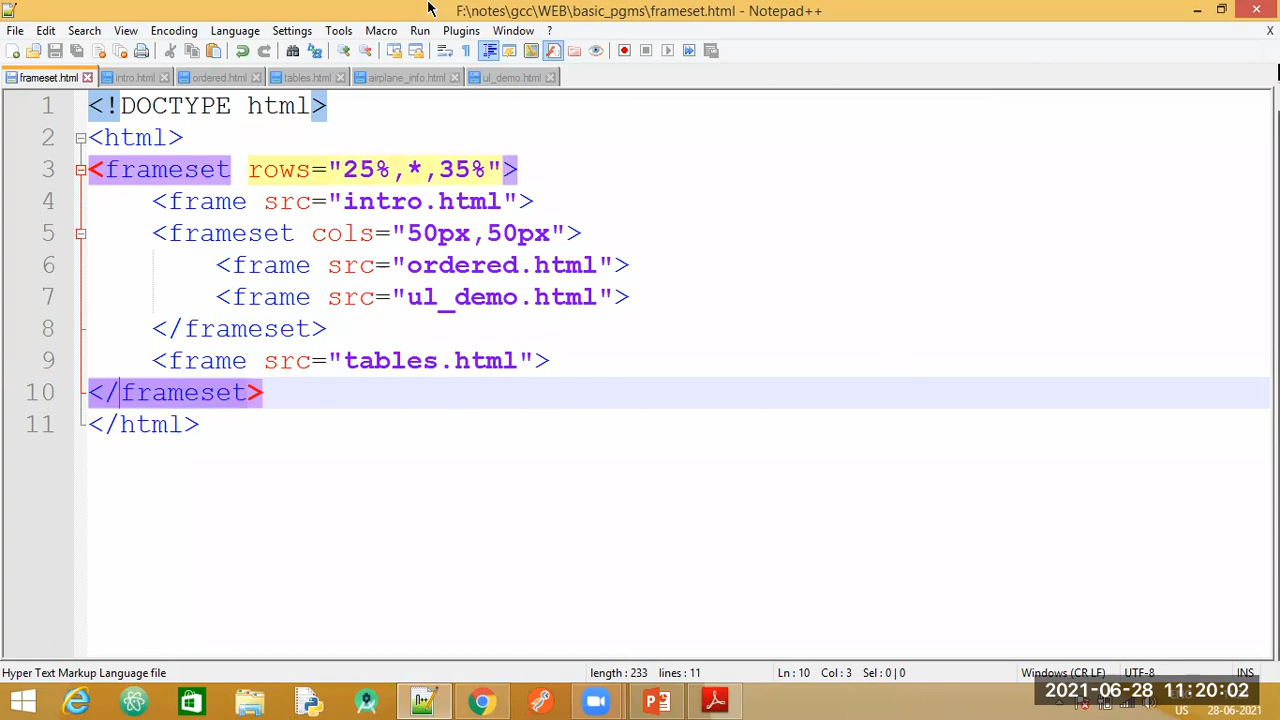 F:\notes\gcc\WEB\basic_pgms\frameset.html - Notepad++
File Edit Search View Encoding Language Settings Tools Macro Run Plugins Window ? X
frameset.html intro.html ordered.html tables.html airplane_info.html ul_demo.html
1 <!DOCTYPE html>
2 <html>
3 <frameset rows="25%,*,35%">
4 <frame src="intro.html">
5 <frameset cols="50px,50px">
6 <frame src="ordered.html">
7 <frame src="ul_demo.html">
8 </frameset>
9 <frame src="tables.html">
10 </frameset>
11 </html>
Hyper Text Markup Language file length : 233 lines : 11 Ln : 10 Col : 3 Sel : 0 | 0 Windows (CR LF) UTF-8 INS
2021-06-28 11:20:02
US 28-06-2021